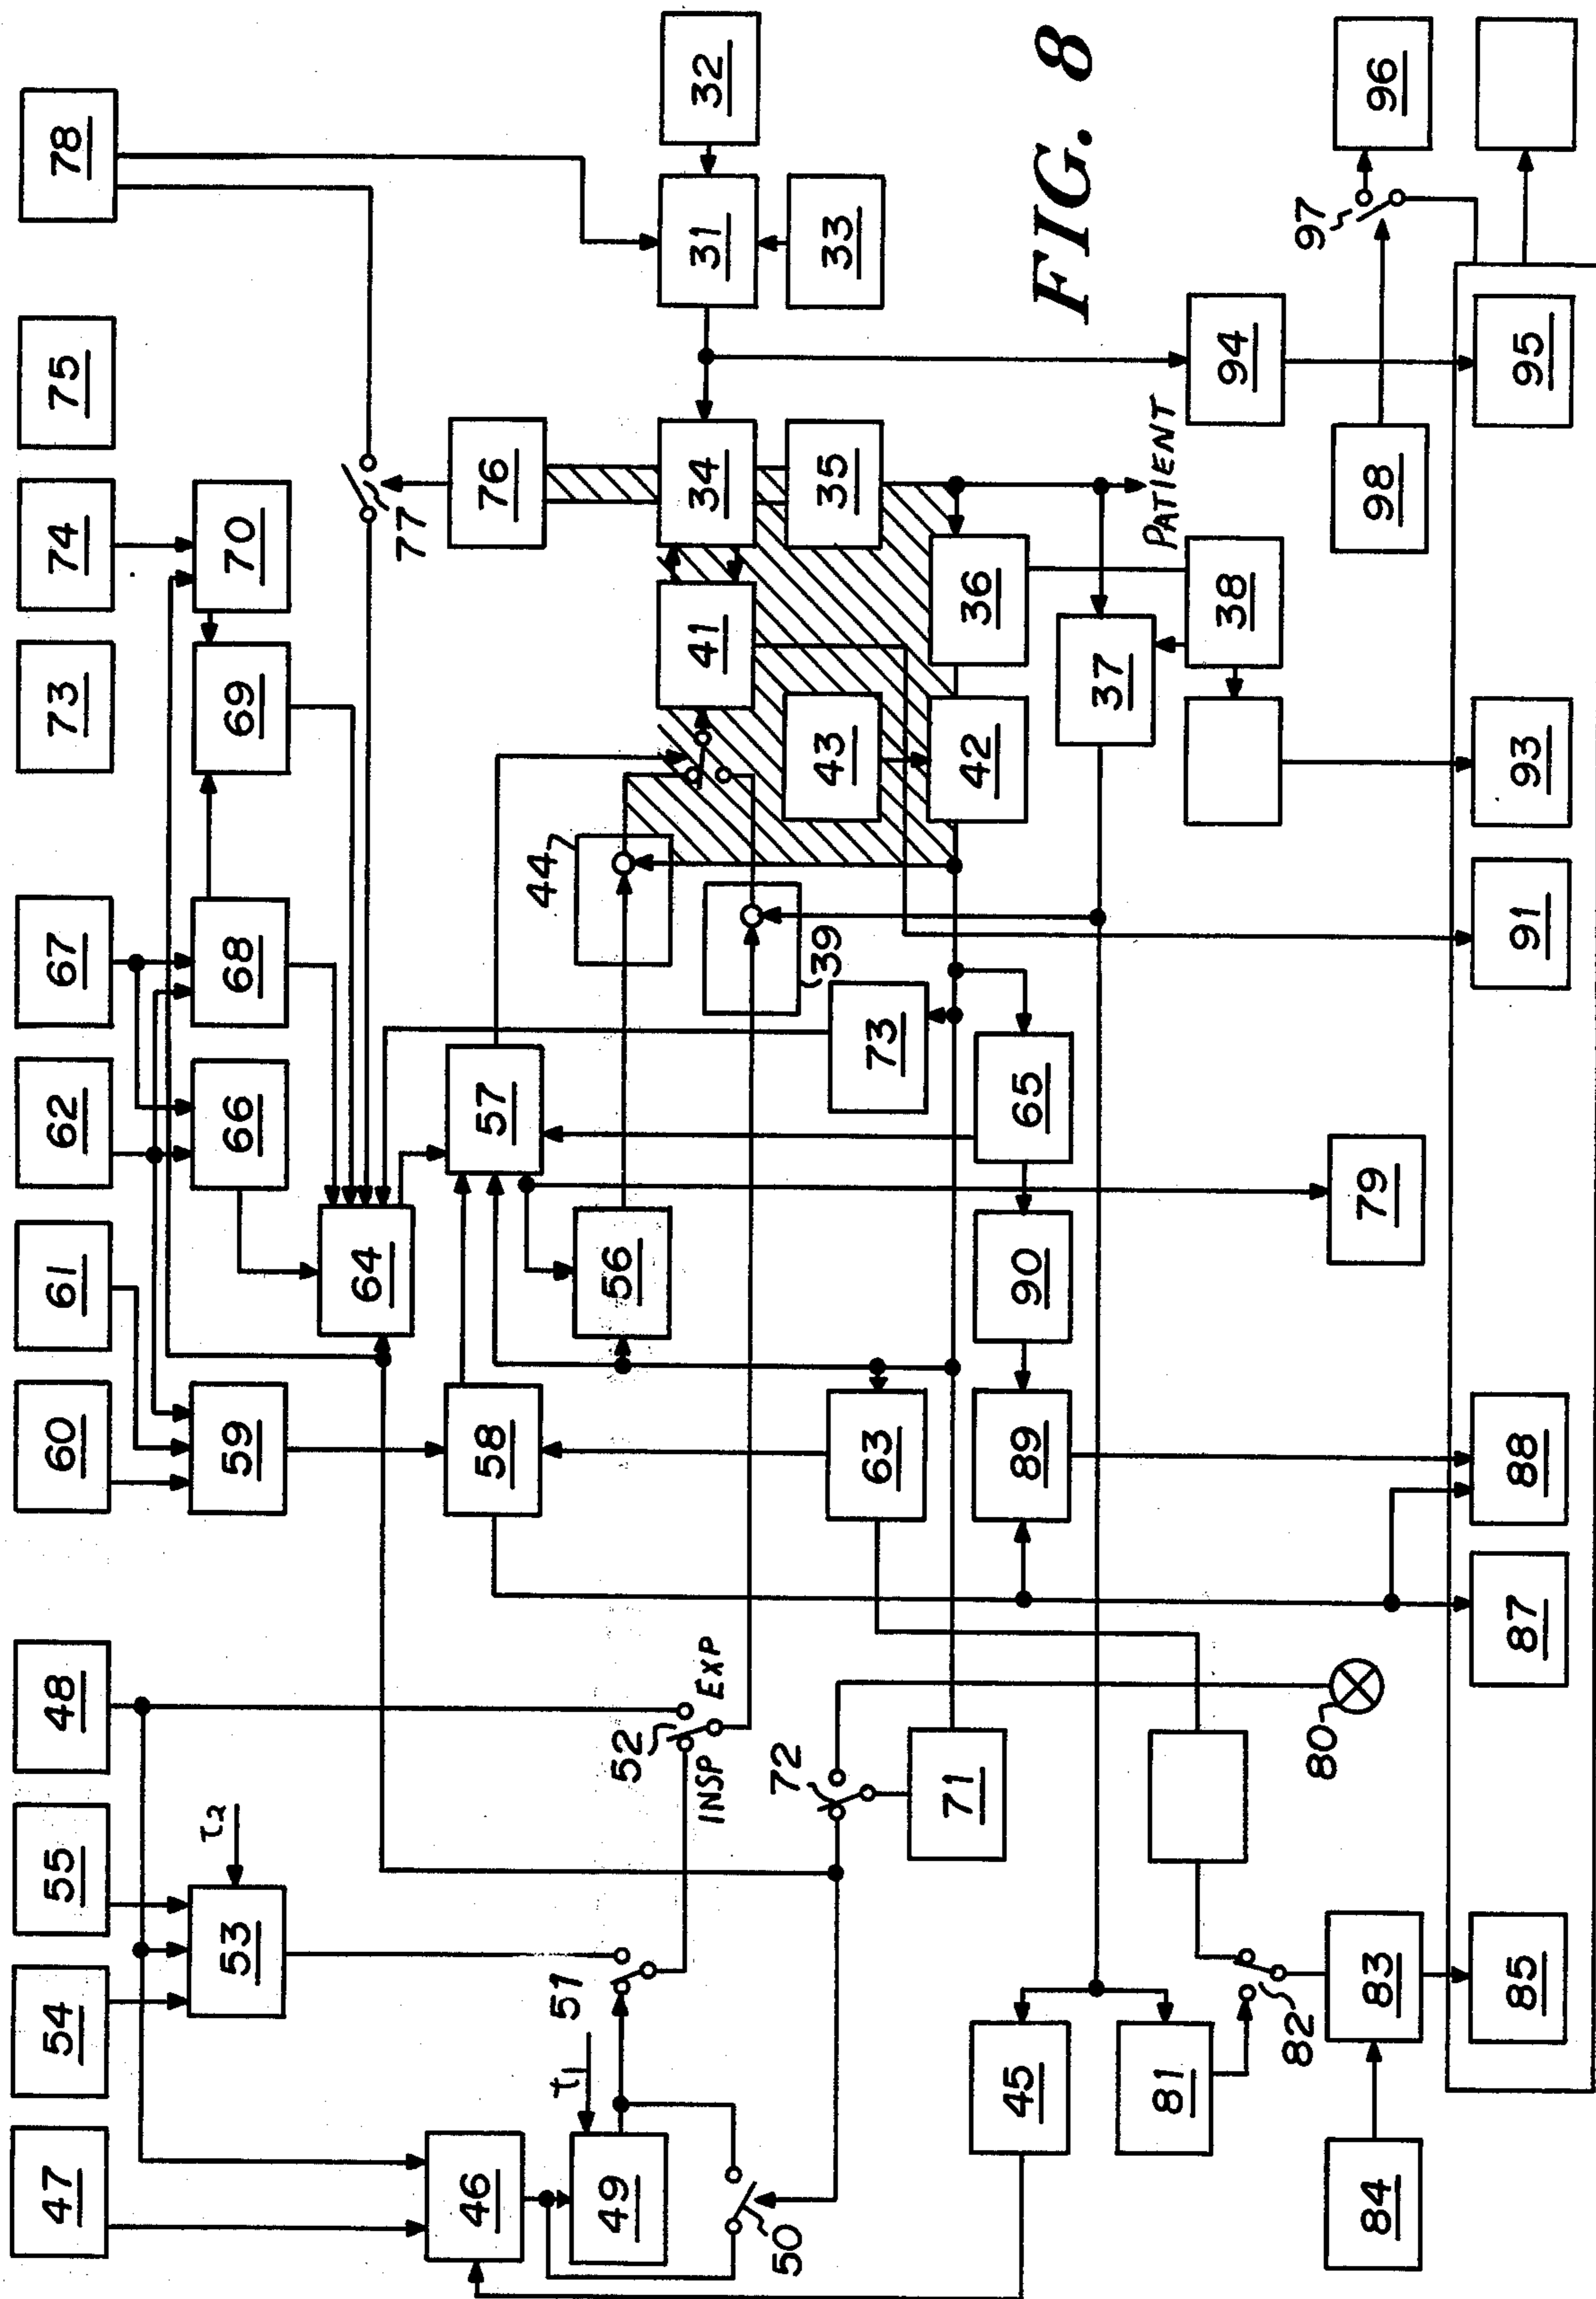 47 54 55 48 60 61 62 67 73 74 75 78
τ2
53 59 66 68 69 70
64 77
46 58 57 76
t1 51 44
49 52 56
INSP EXP 41 34 31 32
50 72 39 43 35 33
63 73
71 42 36
45 89 90 65
FIG. 8
37
81 PATIENT
38 94
82 80 97
84 83 79 98 96
85 87 88 91 93 95